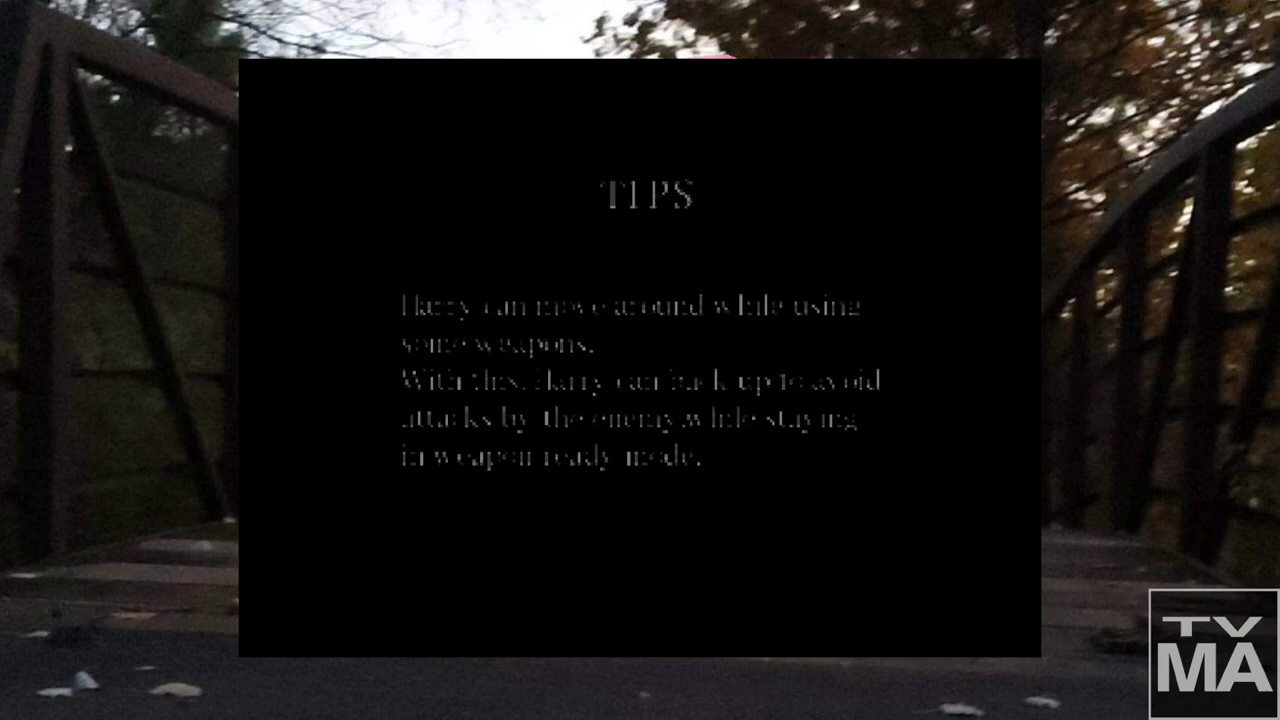 TIPS
Harry can move around while using
some weapons.
With this, Harry can back up to avoid
attacks by the enemy while staying
in weapon ready mode.
TV
MA